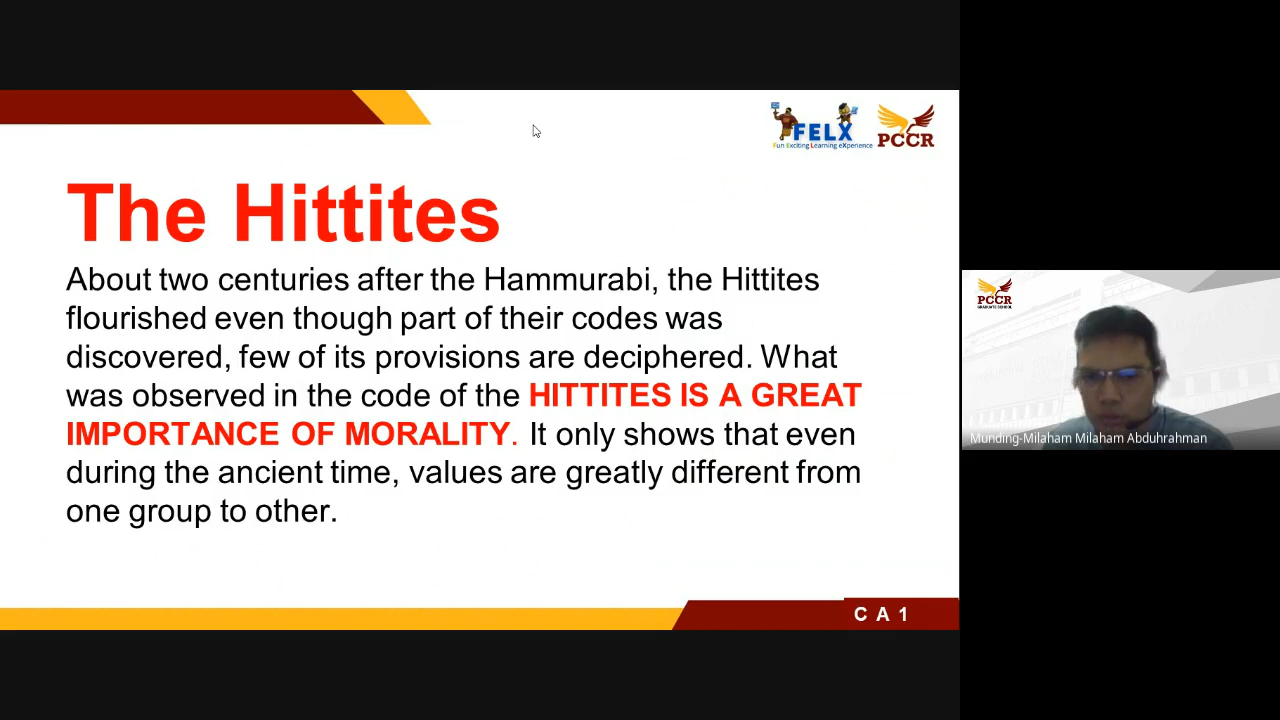 FELX
Fun Exciting Learning eXperience
PCCR
The Hittites
About two centuries after the Hammurabi, the Hittites
flourished even though part of their codes was
discovered, few of its provisions are deciphered. What
was observed in the code of the HITTITES IS A GREAT
IMPORTANCE OF MORALITY. It only shows that even
during the ancient time, values are greatly different from
one group to other.
CA1
PCCR
GRADUATE SCHOOL
Munding-Milaham Milaham Abduhrahman